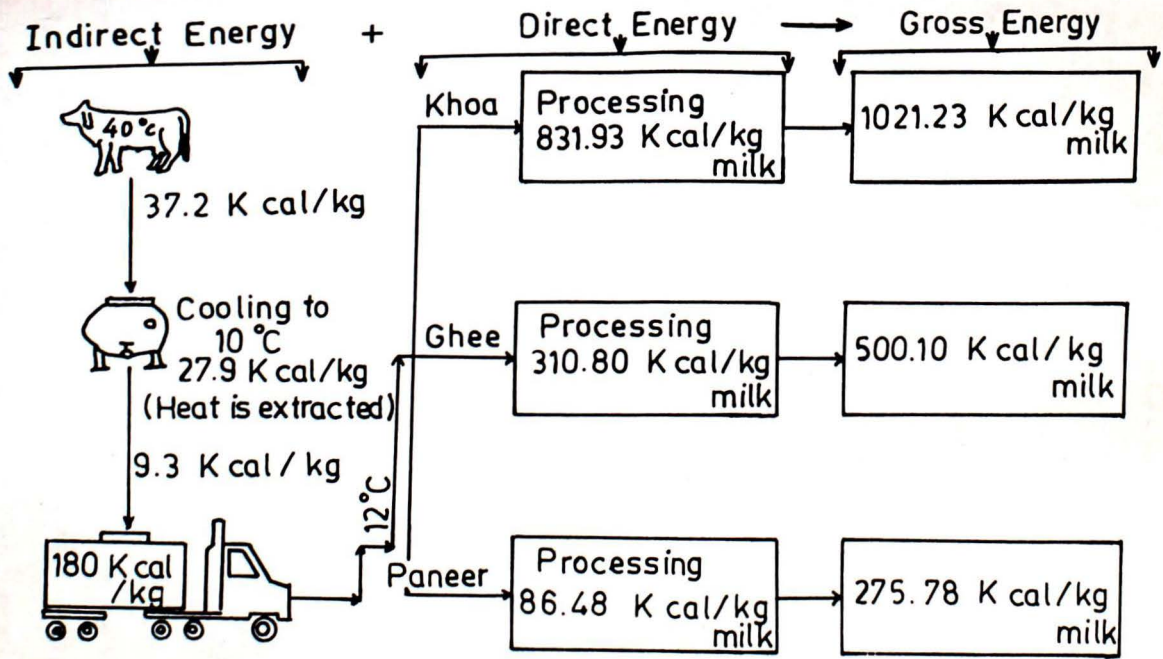 Indirect Energy + Direct Energy Gross Energy
40°c
37.2 K cal/kg
Cooling to
10 °C
27.9 K cal/kg
(Heat is extracted)
9.3 K cal / kg
180 K cal
/kg
12°C
Khoa
Processing
831.93 K cal/kg
milk
1021.23 K cal/kg
milk
Ghee
Processing
310.80 K cal/kg
milk
500.10 K cal/kg
milk
Paneer
Processing
86.48 K cal/kg
milk
275.78 K cal/kg
milk